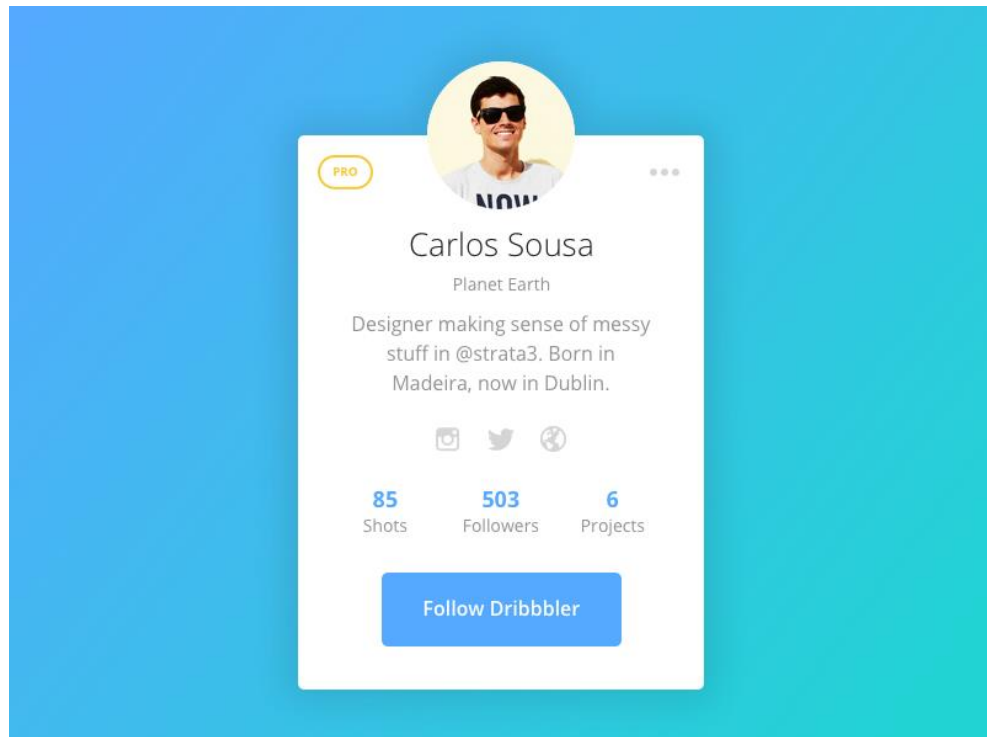 PRO
NOW
Carlos Sousa
Planet Earth
Designer making sense of messy
stuff in @strata3. Born in
Madeira, now in Dublin.
85 503 6
Shots Followers Projects
Follow Dribbbler